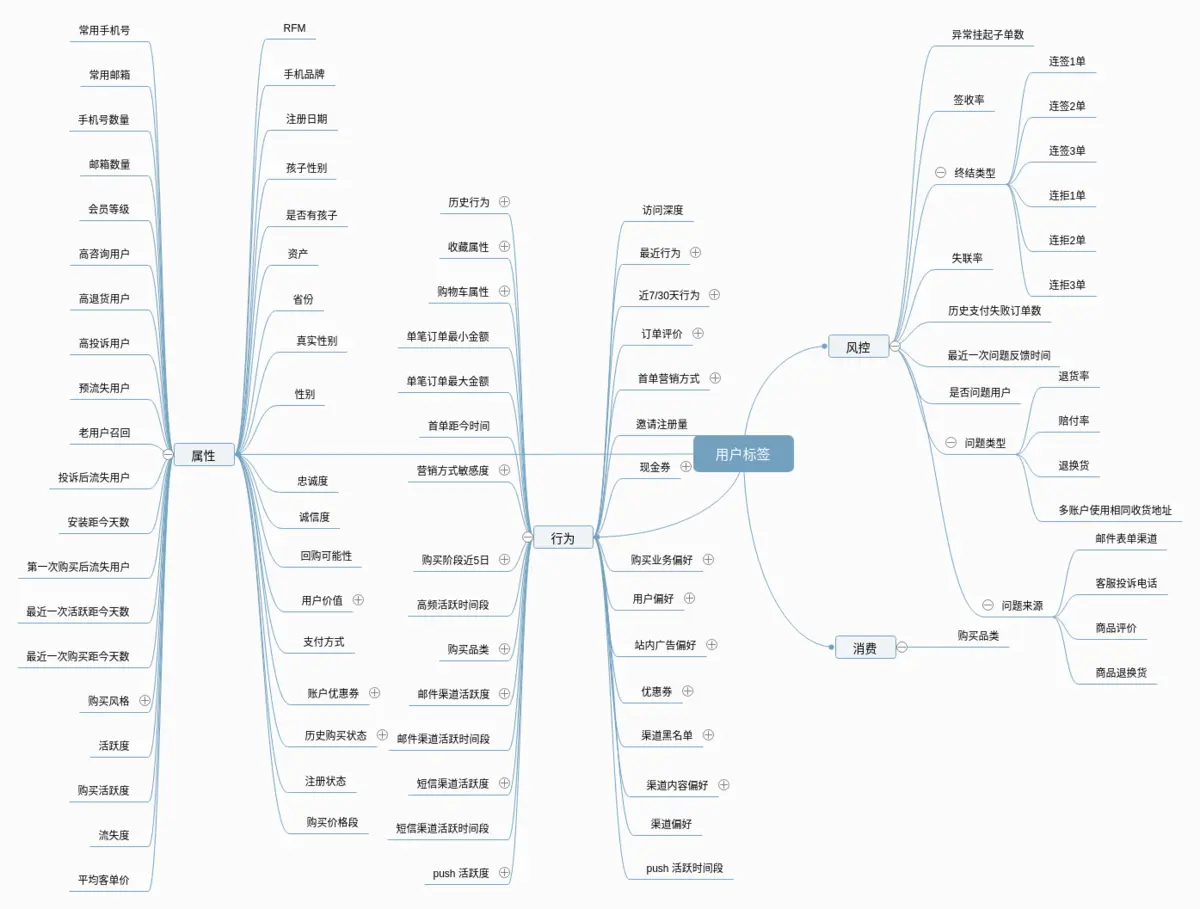 用户标签
属性
常用手机号
常用邮箱
手机号数量
邮箱数量
会员等级
高咨询用户
高退货用户
高投诉用户
预流失用户
老用户召回
投诉后流失用户
安装距今天数
第一次购买后流失用户
最近一次活跃距今天数
最近一次购买距今天数
购买风格
活跃度
购买活跃度
流失度
平均客单价
RFM
手机品牌
注册日期
孩子性别
是否有孩子
资产
省份
真实性别
性别
忠诚度
诚信度
回购可能性
用户价值
支付方式
账户优惠券
历史购买状态
注册状态
购买价格段
行为
历史行为
收藏属性
购物车属性
单笔订单最小金额
单笔订单最大金额
首单距今时间
营销方式敏感度
购买阶段近5日
高频活跃时间段
购买品类
邮件渠道活跃度
邮件渠道活跃时间段
短信渠道活跃度
短信渠道活跃时间段
push 活跃度
访问深度
最近行为
近7/30天行为
订单评价
首单营销方式
邀请注册量
现金券
购买业务偏好
用户偏好
站内广告偏好
优惠券
渠道黑名单
渠道内容偏好
渠道偏好
push 活跃时间段
风控
异常挂起子单数
签收率
终结类型
连签1单
连签2单
连签3单
连拒1单
连拒2单
连拒3单
失联率
历史支付失败订单数
最近一次问题反馈时间
是否问题用户
问题类型
退货率
赔付率
退换货
多账户使用相同收货地址
问题来源
邮件表单渠道
客服投诉电话
商品评价
商品退换货
消费
购买品类